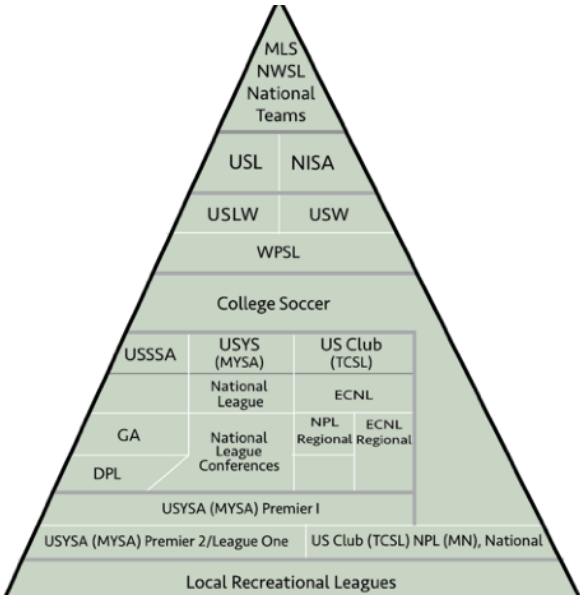 MLS
NWSL
National
Teams
USL NISA
USLW USW
WPSL
College Soccer
USSSA
USYS
(MYSA)
US Club
(TCSL)
National
League
ECNL
GA
National
League
Conferences
NPL
Regional
ECNL
Regional
DPL
USYSA (MYSA) Premier I
USYSA (MYSA) Premier 2/League One
US Club (TCSL) NPL (MN), National
Local Recreational Leagues